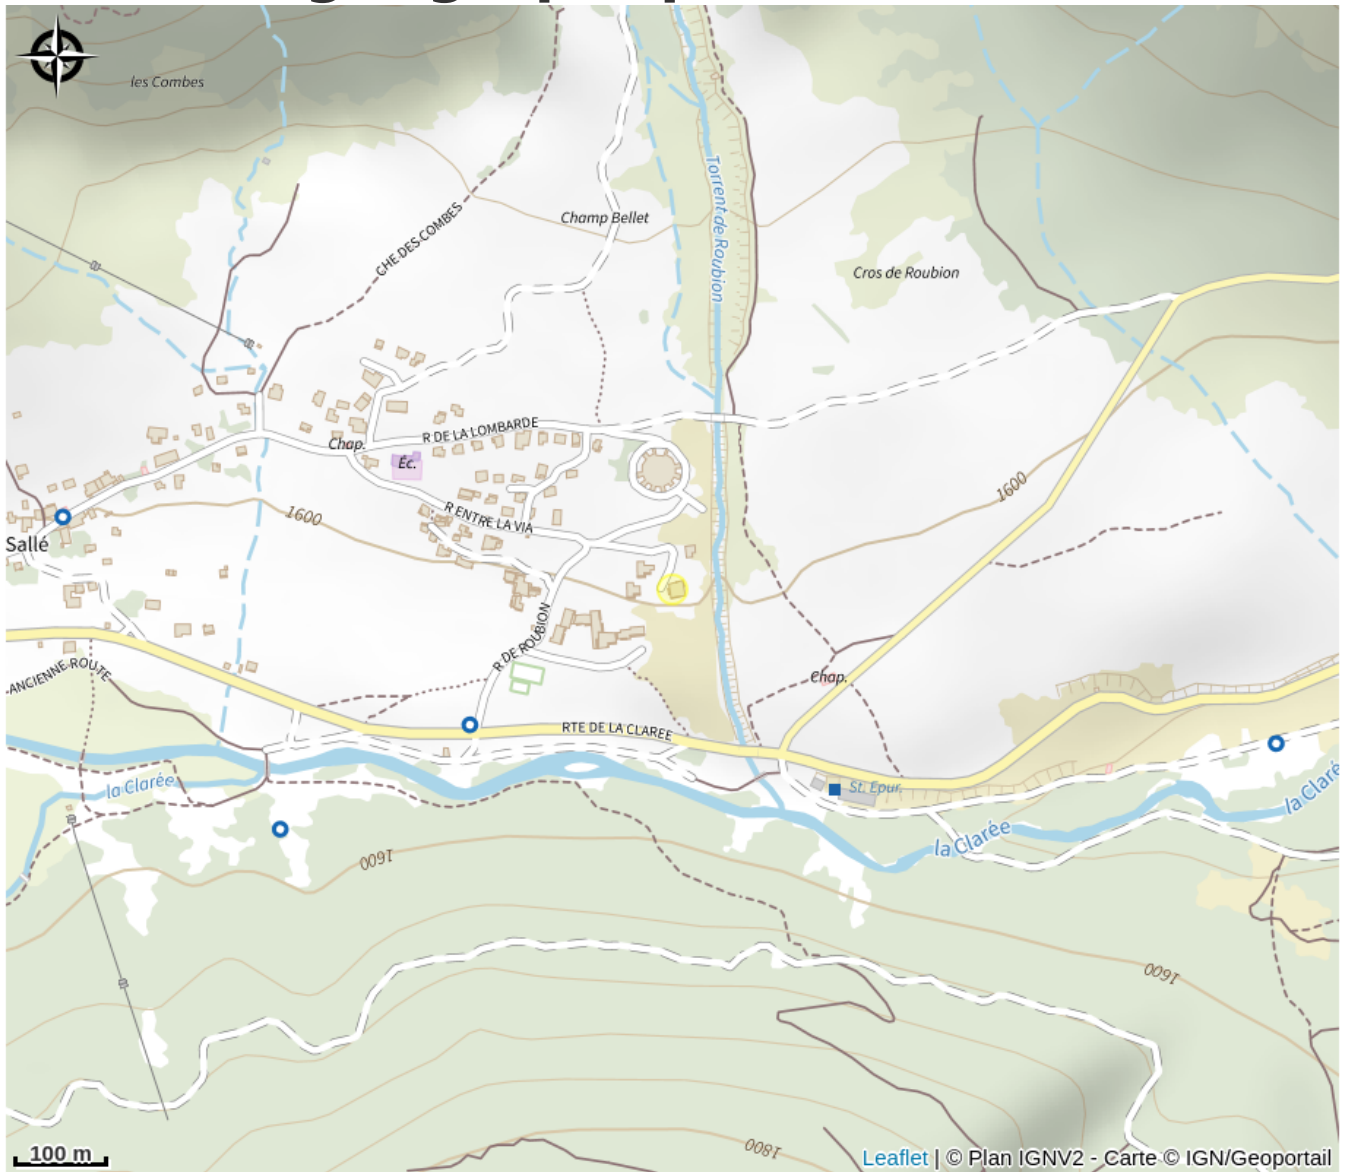 les Combes
Torrent de Roubion
CHE DES COMBES
Champ Bellet
Cros de Roubion
R DE LA LOMBARDE
Chap.
Éc.
1600
R ENTRE LA VIA
1600
Sallé
R DE ROUBION
ANCIENNE ROUTE
Chap.
RTE DE LA CLAREE
la Clarée
St. Epur.
la Clarée
la Claré
1600
1600
1800
100 m
Leaflet | © Plan IGNV2 - Carte © IGN/Geoportail